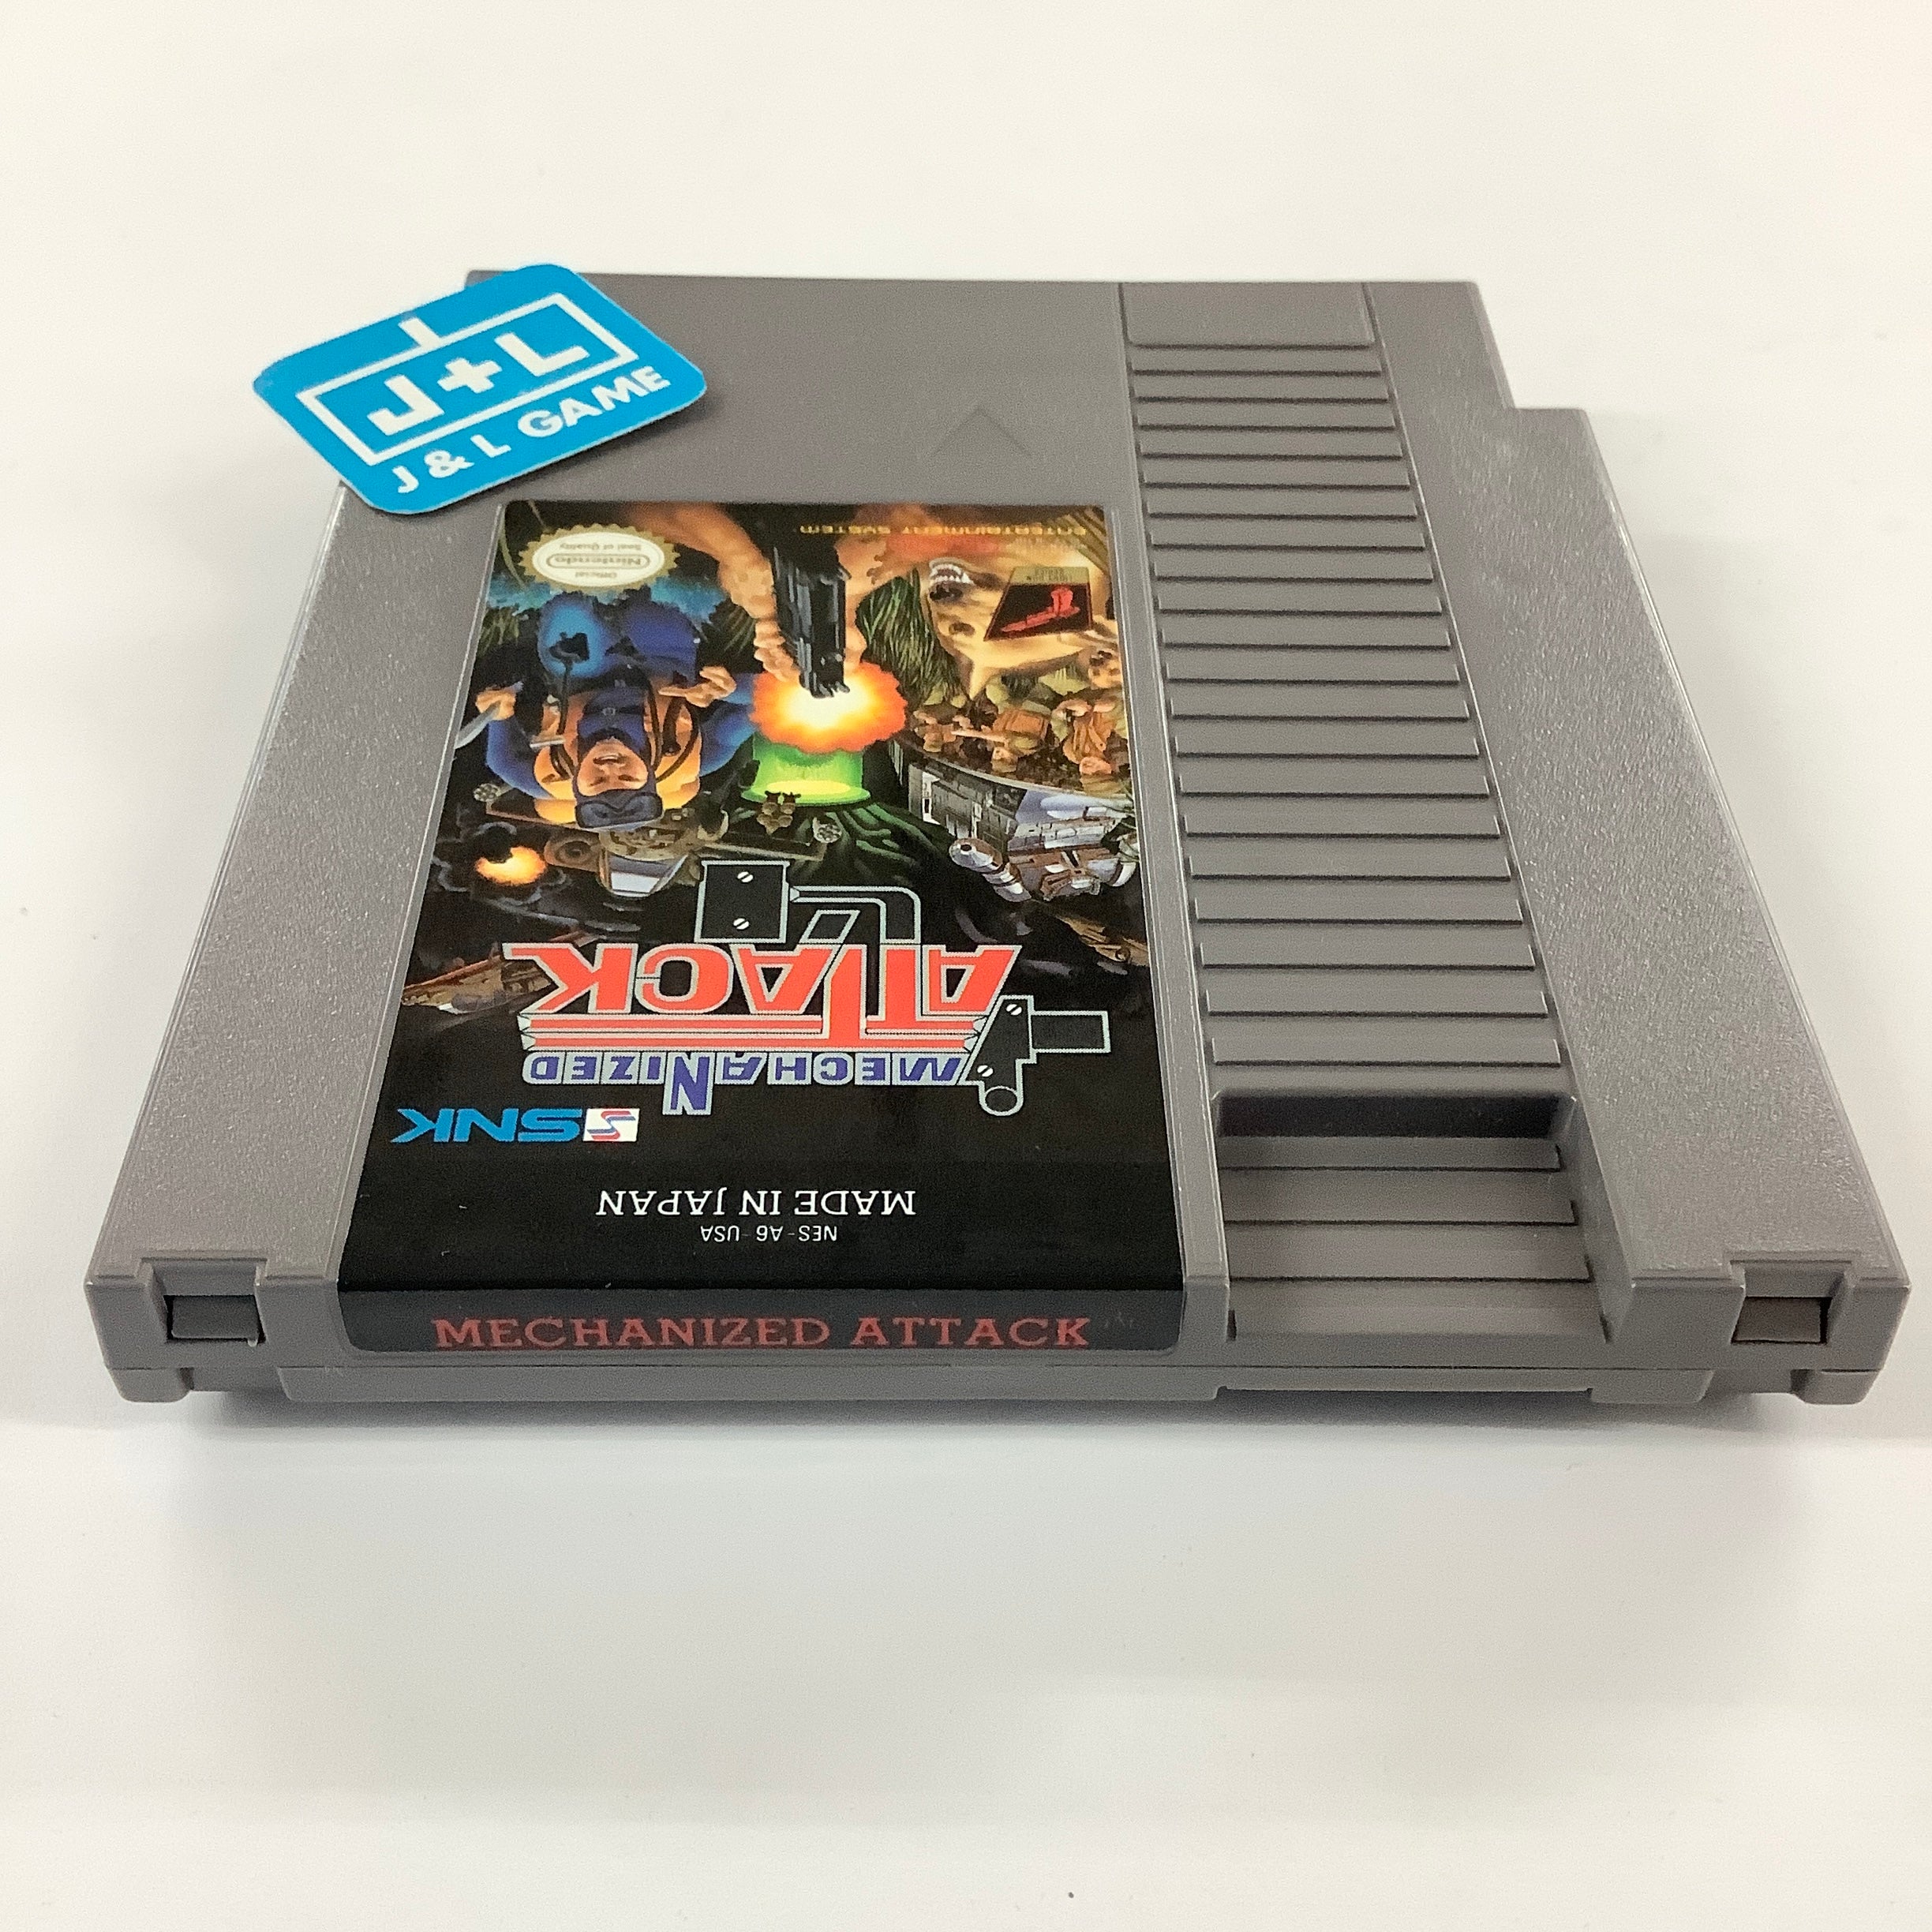 J+L
J & L GAME
MECHANIZED ATTACK
NES-A6-USA
MADE IN JAPAN
SNK
MECHANIZED
ATTACK
ENTERTAINMENT SYSTEM
Official
Nintendo
Seal of Quality